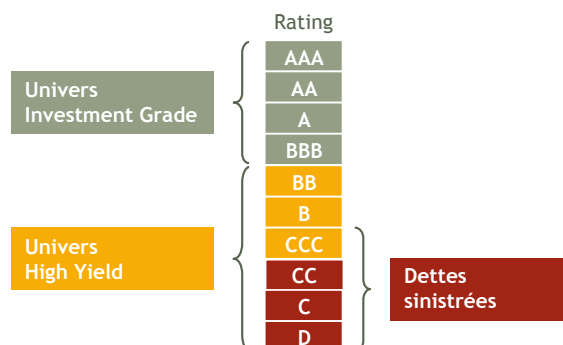 Rating
AAA
AA
A
BBB
BB
B
CCC
CC
C
D
Univers
Investment Grade
Univers
High Yield
Dettes
sinistrées